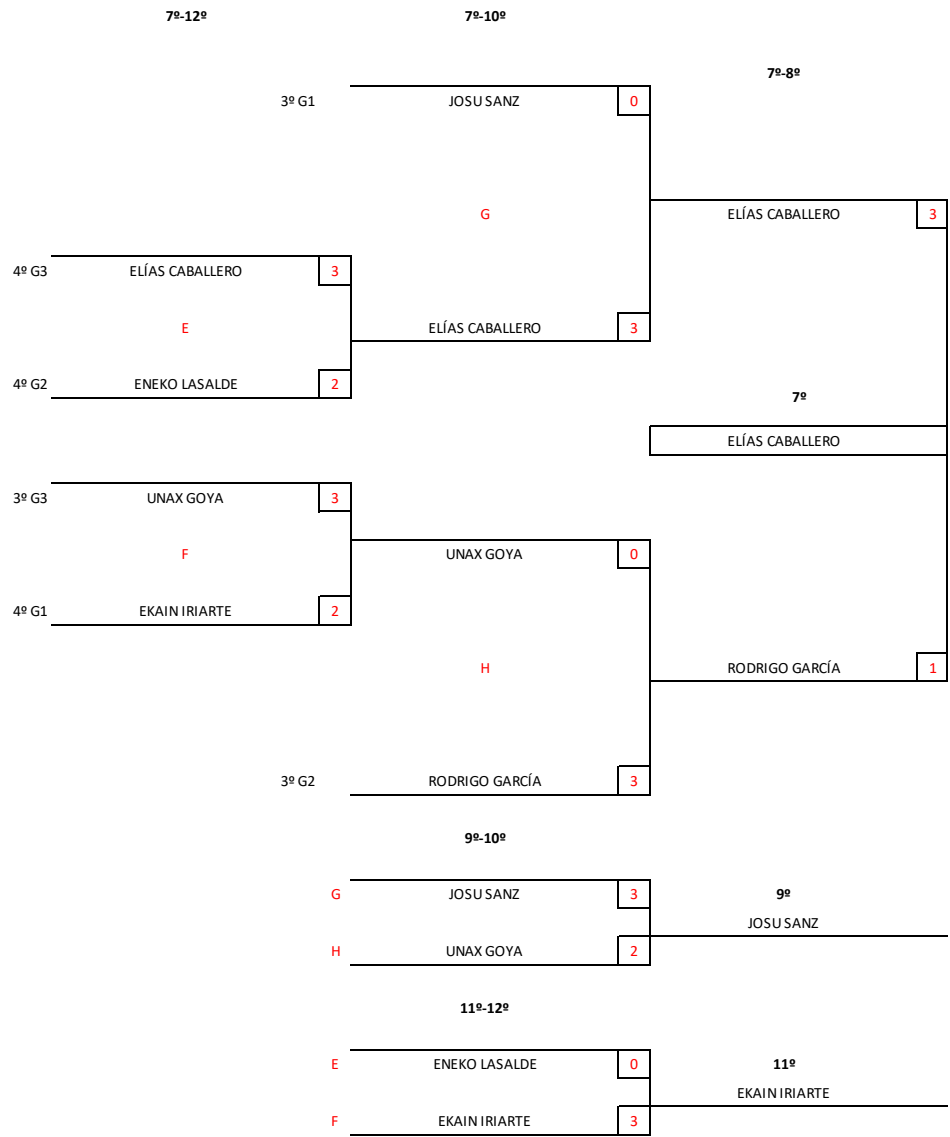 7º-12º 7º-10º
7º-8º
3º G1 JOSU SANZ 0
G ELÍAS CABALLERO 3
4º G3 ELÍAS CABALLERO 3
E ELÍAS CABALLERO 3
4º G2 ENEKO LASALDE 2
7º
ELÍAS CABALLERO
3º G3 UNAX GOYA 3
F UNAX GOYA 0
4º G1 EKAIN IRIARTE 2
H RODRIGO GARCÍA 1
3º G2 RODRIGO GARCÍA 3
9º-10º
G JOSU SANZ 3 9º
JOSU SANZ
H UNAX GOYA 2
11º-12º
E ENEKO LASALDE 0 11º
EKAIN IRIARTE
F EKAIN IRIARTE 3